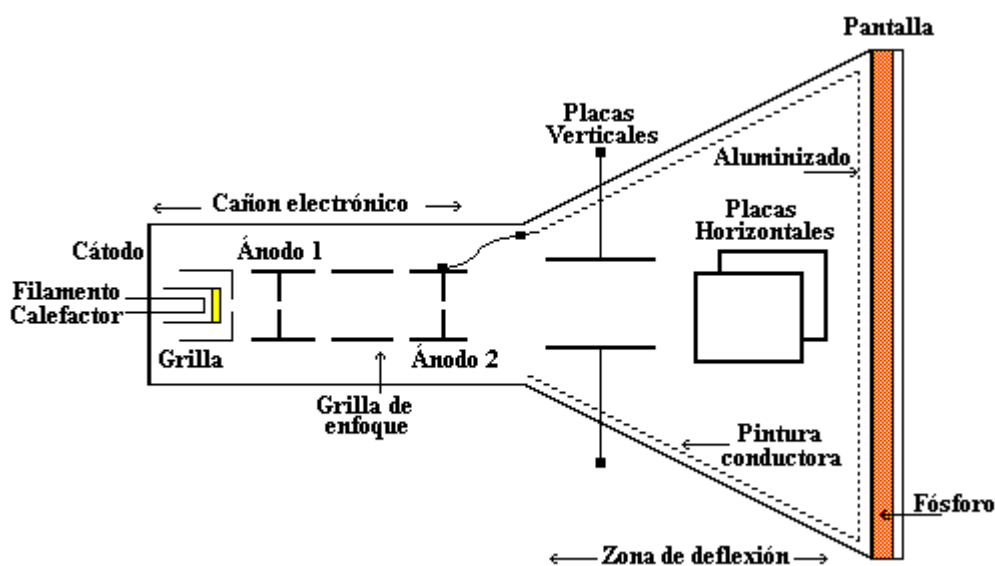 Pantalla
Placas
Verticales
Aluminizado
Cañon electrónico
Placas
Horizontales
Cátodo
Ánodo 1
Filamento
Calefactor
Grilla
Ánodo 2
Grilla de
enfoque
Pintura
conductora
Fósforo
Zona de deflexión